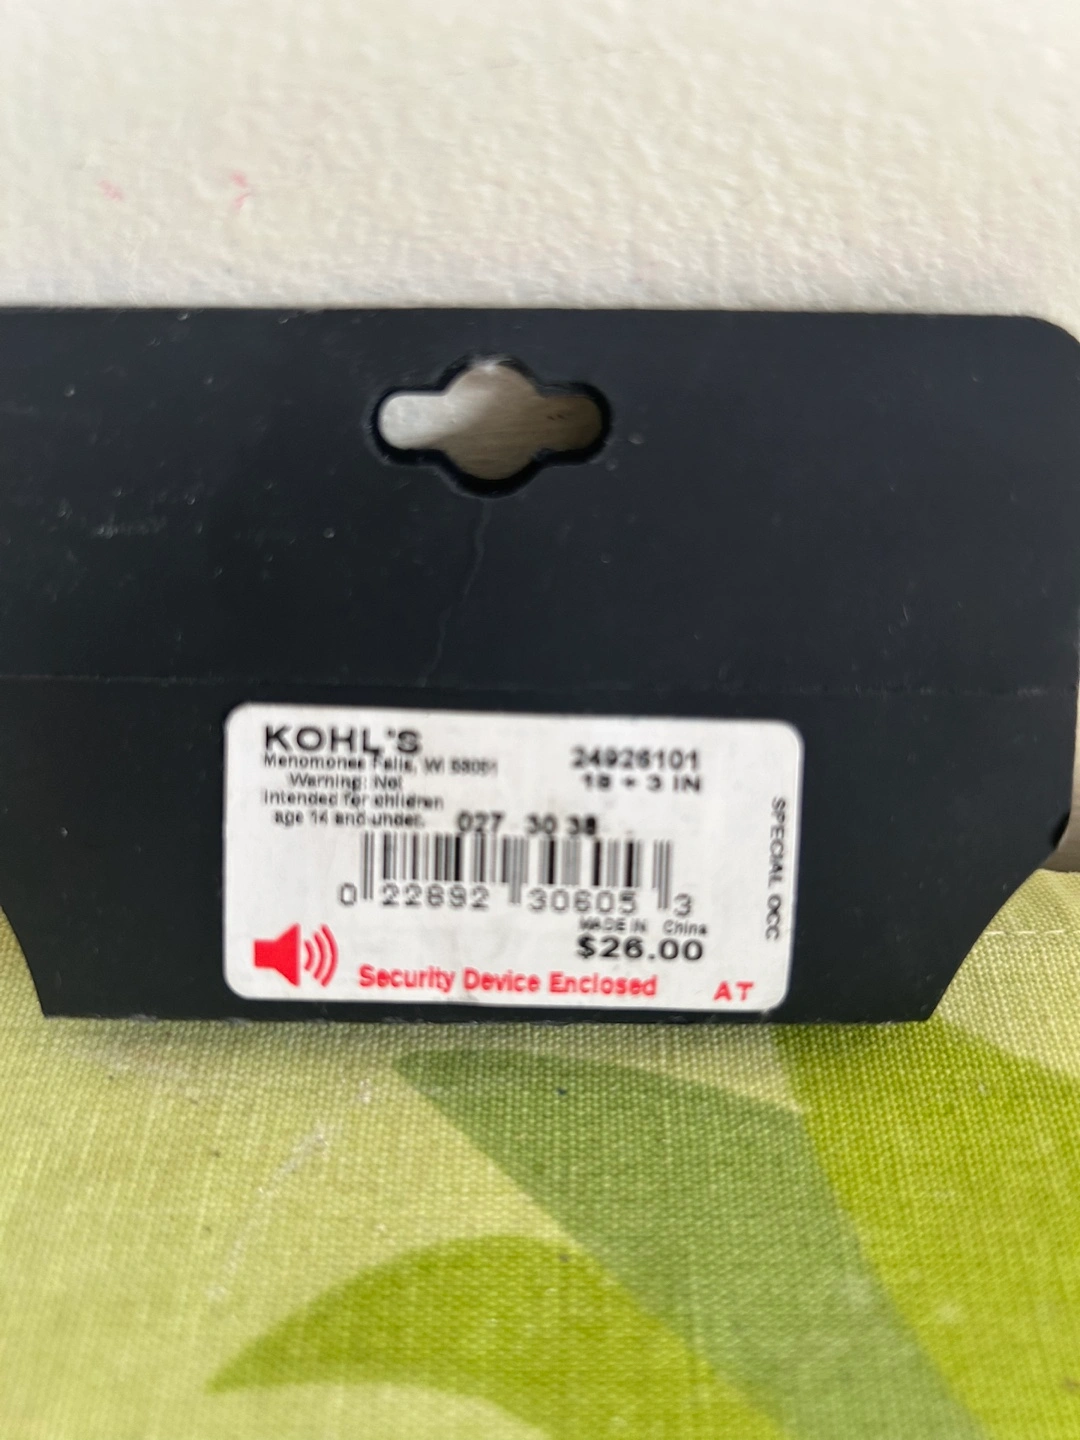 KOHL'S
Menomonee Falls, WI 53051
Warning: Not
Intended for children
age 14 and under.
24926101
18 + 3 IN
027 30 38
0 22892 30605 3
MADE IN China
$26.00
Security Device Enclosed
AT
SPECIAL OCC